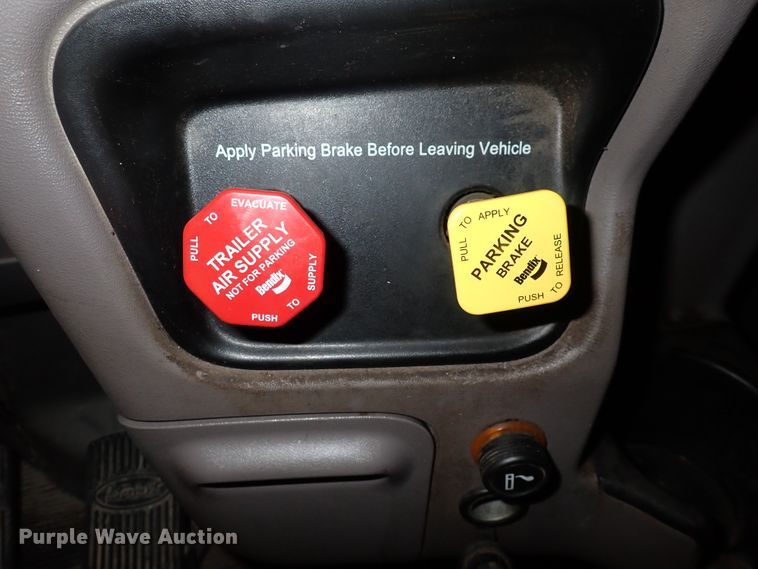 Apply Parking Brake Before Leaving Vehicle
PULL TO EVACUATE
TRAILER
AIR SUPPLY
NOT FOR PARKING
Bendix
PUSH TO SUPPLY
PULL TO APPLY
PARKING
BRAKE
Bendix
PUSH TO RELEASE
Purple Wave Auction